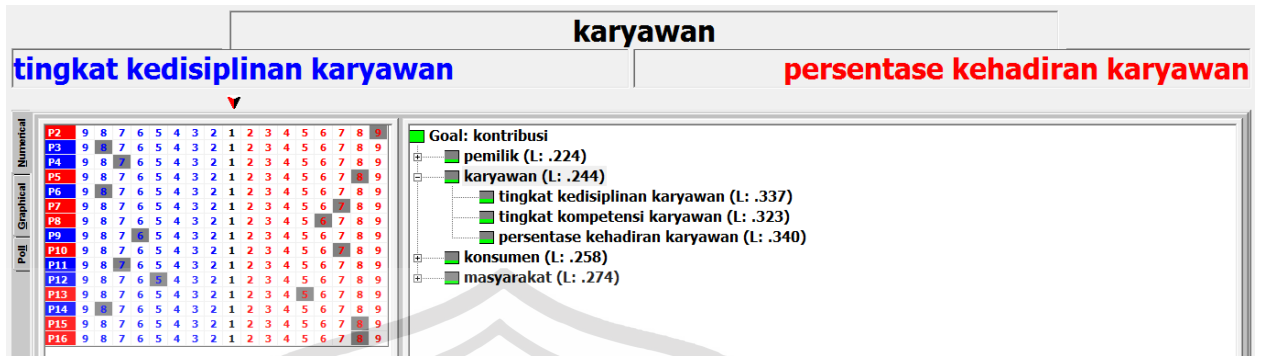 karyawan
tingkat kedisiplinan karyawan
persentase kehadiran karyawan
Numerical
Graphical
Poll
P2 9 8 7 6 5 4 3 2 1 2 3 4 5 6 7 8 9
P3 9 8 7 6 5 4 3 2 1 2 3 4 5 6 7 8 9
P4 9 8 7 6 5 4 3 2 1 2 3 4 5 6 7 8 9
P5 9 8 7 6 5 4 3 2 1 2 3 4 5 6 7 8 9
P6 9 8 7 6 5 4 3 2 1 2 3 4 5 6 7 8 9
P7 9 8 7 6 5 4 3 2 1 2 3 4 5 6 7 8 9
P8 9 8 7 6 5 4 3 2 1 2 3 4 5 6 7 8 9
P9 9 8 7 6 5 4 3 2 1 2 3 4 5 6 7 8 9
P10 9 8 7 6 5 4 3 2 1 2 3 4 5 6 7 8 9
P11 9 8 7 6 5 4 3 2 1 2 3 4 5 6 7 8 9
P12 9 8 7 6 5 4 3 2 1 2 3 4 5 6 7 8 9
P13 9 8 7 6 5 4 3 2 1 2 3 4 5 6 7 8 9
P14 9 8 7 6 5 4 3 2 1 2 3 4 5 6 7 8 9
P15 9 8 7 6 5 4 3 2 1 2 3 4 5 6 7 8 9
P16 9 8 7 6 5 4 3 2 1 2 3 4 5 6 7 8 9
Goal: kontribusi
pemilik (L: .224)
karyawan (L: .244)
tingkat kedisiplinan karyawan (L: .337)
tingkat kompetensi karyawan (L: .323)
persentase kehadiran karyawan (L: .340)
konsumen (L: .258)
masyarakat (L: .274)